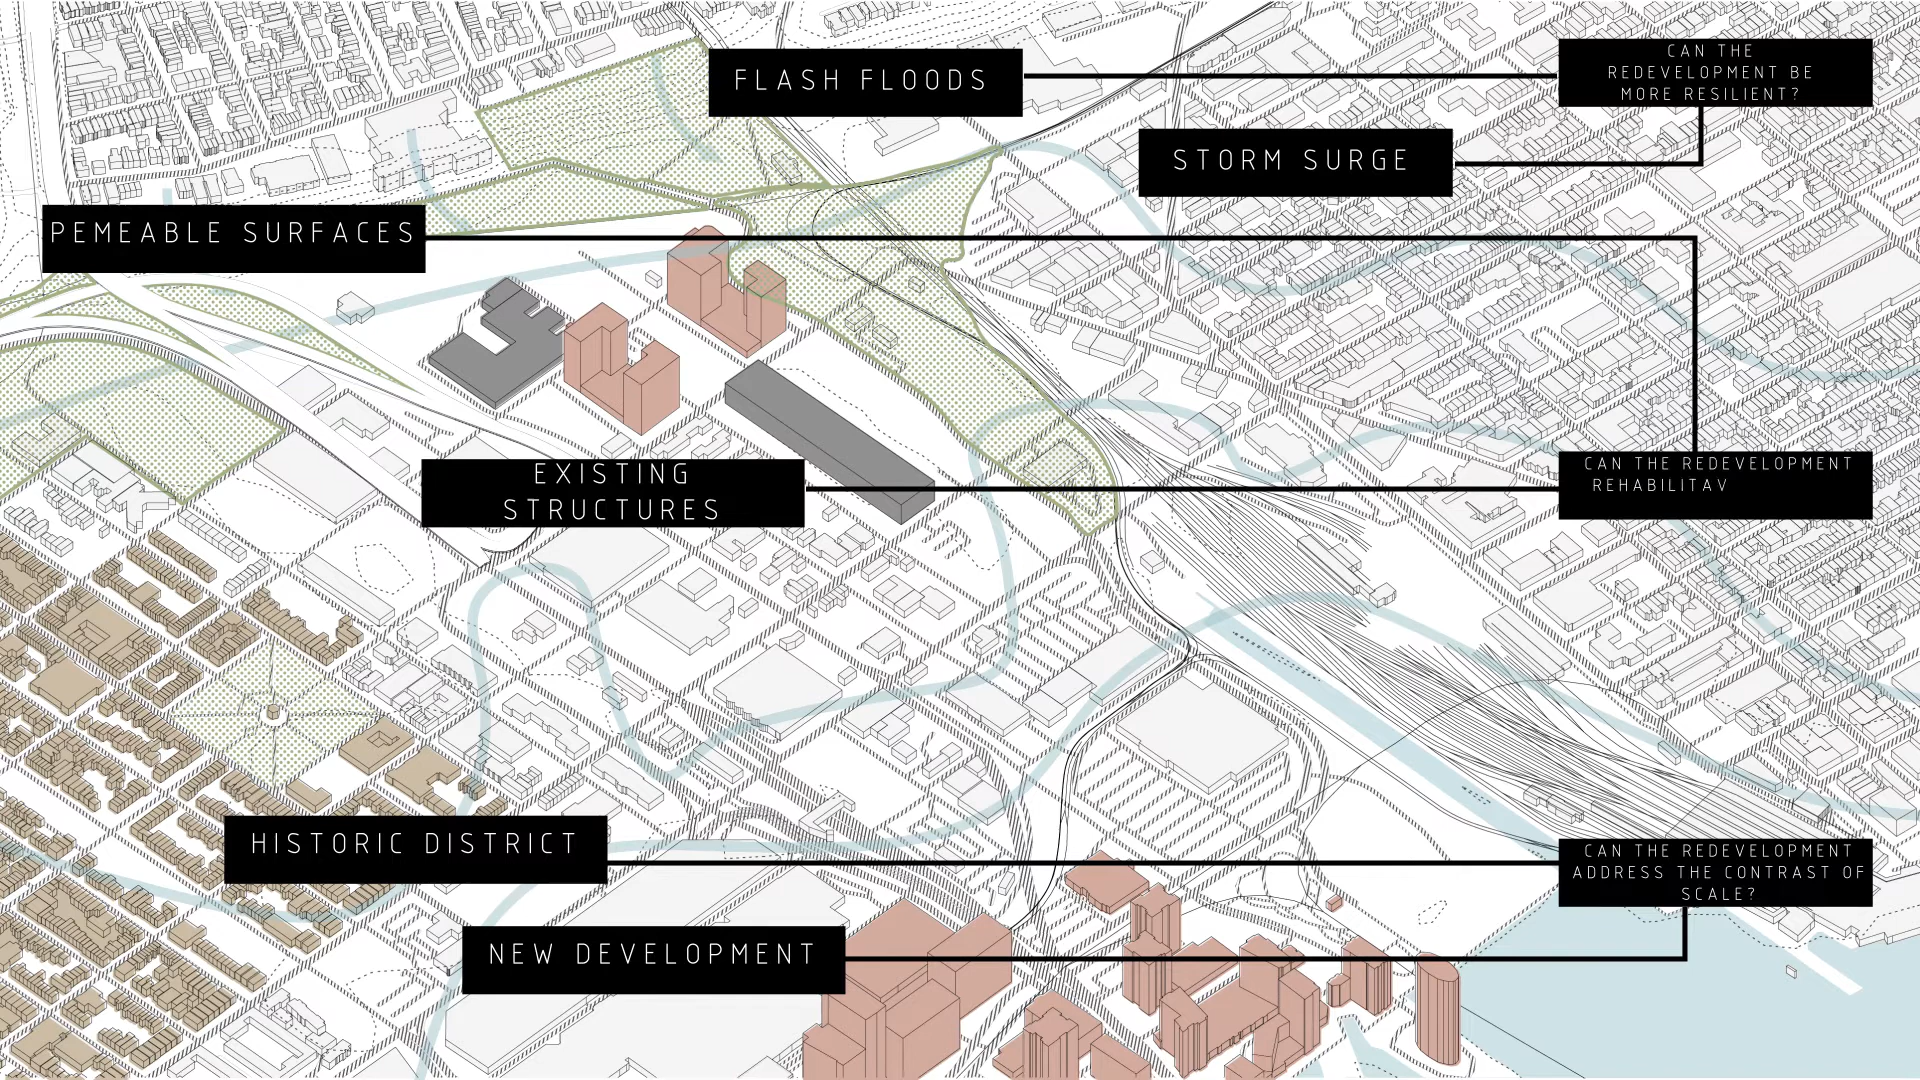 FLASH FLOODS
CAN THE
REDEVELOPMENT BE
MORE RESILIENT?
STORM SURGE
PEMEABLE SURFACES
EXISTING
STRUCTURES
CAN THE REDEVELOPMENT
REHABILITAV
HISTORIC DISTRICT
CAN THE REDEVELOPMENT
ADDRESS THE CONTRAST OF
SCALE?
NEW DEVELOPMENT